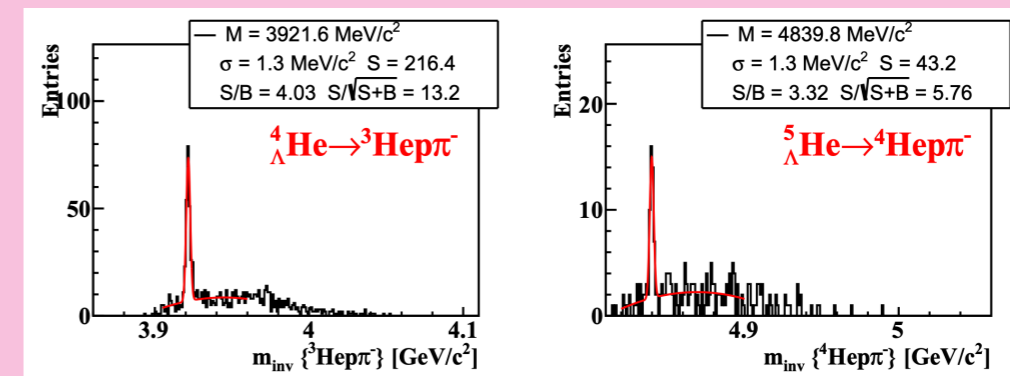 — M = 3921.6 MeV/c²
σ = 1.3 MeV/c² S = 216.4
S/B = 4.03 S/√S+B = 13.2
Entries
100
50
0
⁴ΛHe→³Hepπ⁻
3.9
4
4.1
m_inv {³Hepπ⁻} [GeV/c²]
— M = 4839.8 MeV/c²
σ = 1.3 MeV/c² S = 43.2
S/B = 3.32 S/√S+B = 5.76
Entries
20
10
0
⁵ΛHe→⁴Hepπ⁻
4.9
5
m_inv {⁴Hepπ⁻} [GeV/c²]